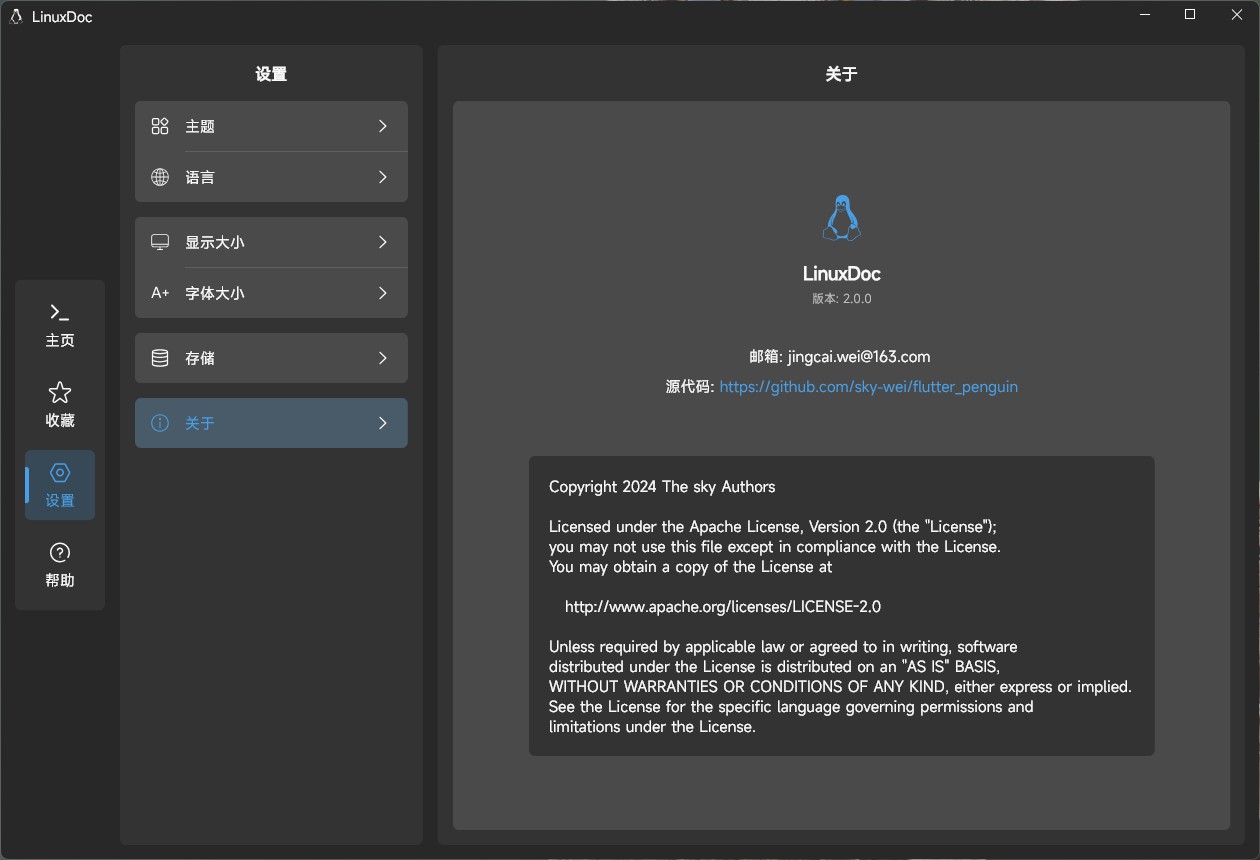 LinuxDoc
设置
主题
语言
显示大小
A+ 字体大小
存储
关于
主页
收藏
设置
帮助
关于
LinuxDoc
版本: 2.0.0
邮箱: jingcai.wei@163.com
源代码: https://github.com/sky-wei/flutter_penguin
Copyright 2024 The sky Authors
Licensed under the Apache License, Version 2.0 (the "License");
you may not use this file except in compliance with the License.
You may obtain a copy of the License at
http://www.apache.org/licenses/LICENSE-2.0
Unless required by applicable law or agreed to in writing, software
distributed under the License is distributed on an "AS IS" BASIS,
WITHOUT WARRANTIES OR CONDITIONS OF ANY KIND, either express or implied.
See the License for the specific language governing permissions and
limitations under the License.